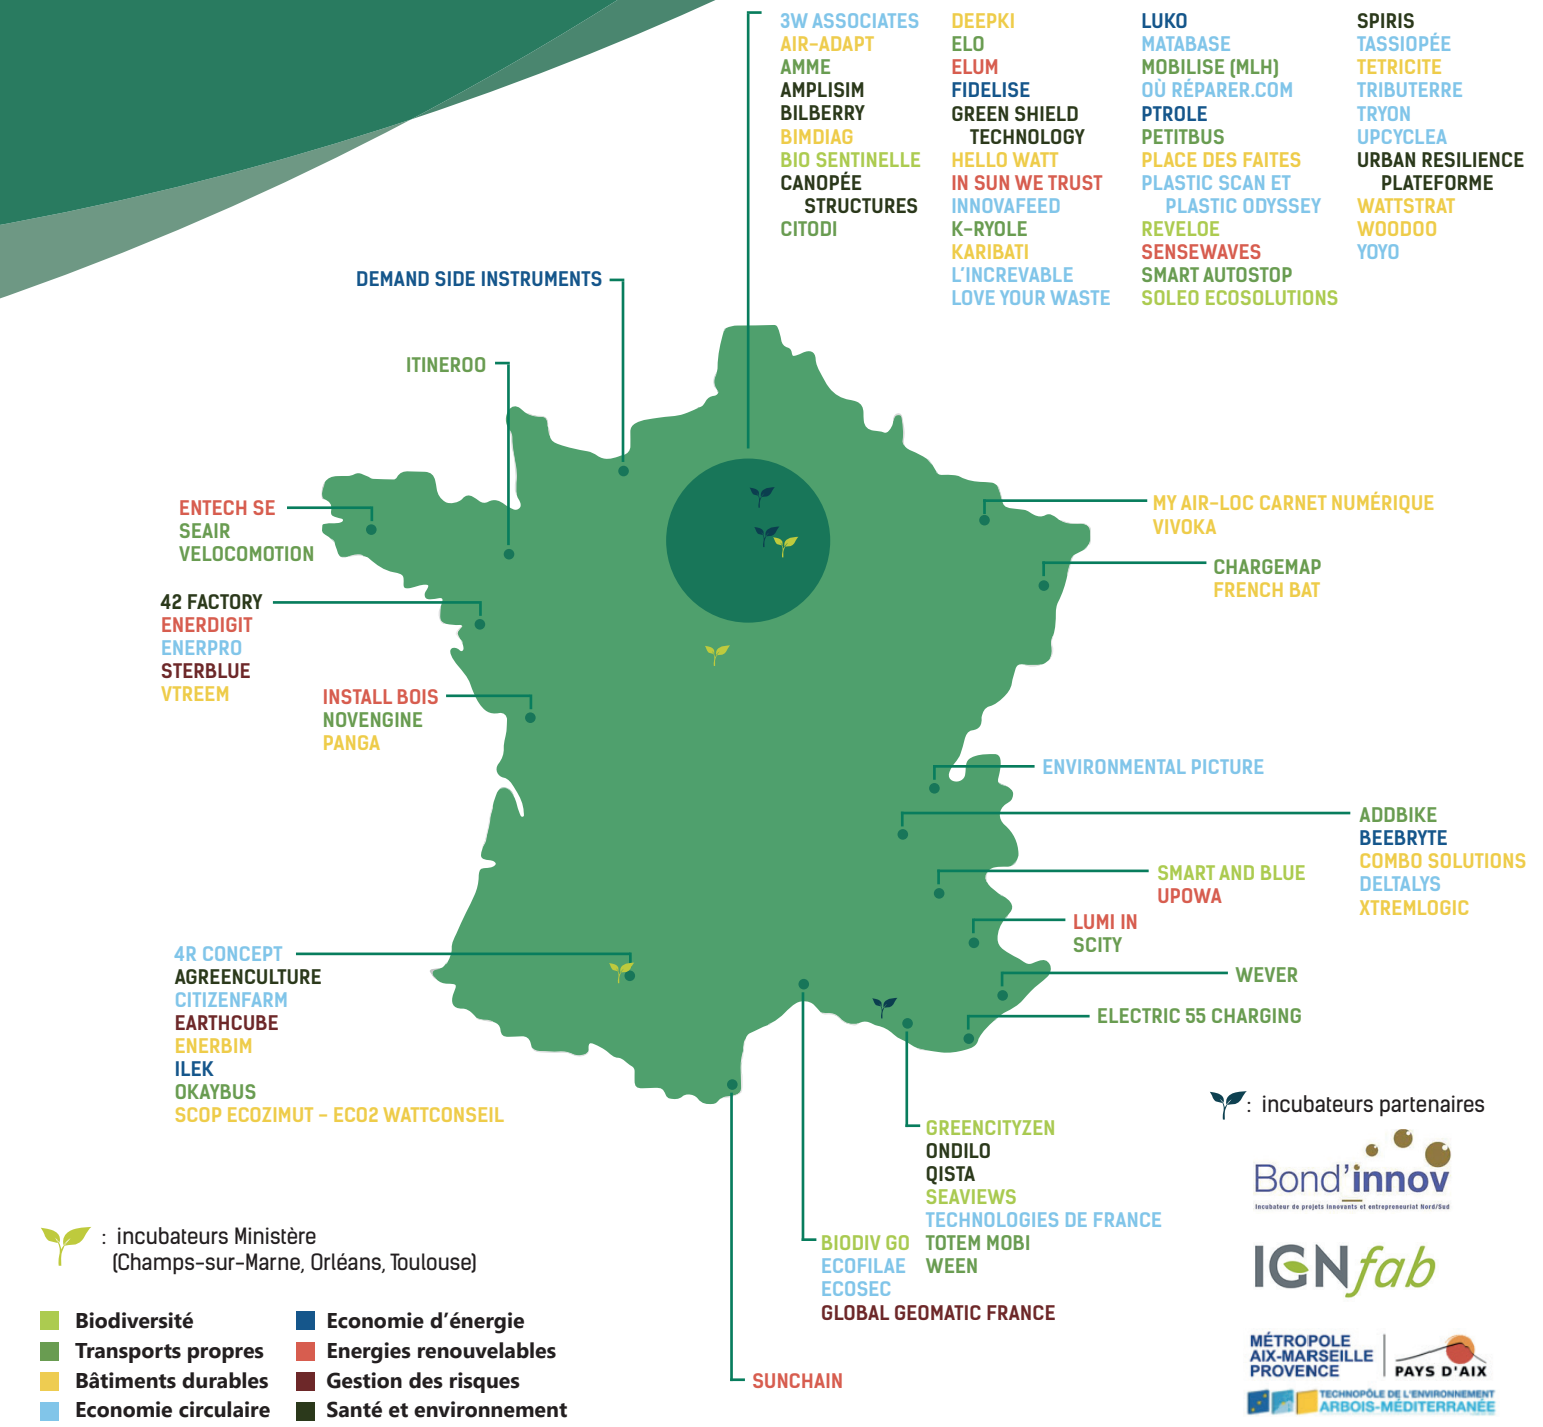 3W ASSOCIATES
AIR-ADAPT
AMME
AMPLISIM
BILBERRY
BIMDIAG
BIO SENTINELLE
CANOPÉE
STRUCTURES
CITODI
DEEPKI
ELO
ELUM
FIDELISE
GREEN SHIELD
TECHNOLOGY
HELLO WATT
IN SUN WE TRUST
INNOVAFEED
K-RYOLE
KARIBATI
L'INCREVABLE
LOVE YOUR WASTE
LUKO
MATABASE
MOBILISE (MLH)
OÙ RÉPARER.COM
PTROLE
PETITBUS
PLACE DES FAITES
PLASTIC SCAN ET
PLASTIC ODYSSEY
REVELOE
SENSEWAVES
SMART AUTOSTOP
SOLEO ECOSOLUTIONS
SPIRIS
TASSIOPÉE
TETRICITE
TRIBUTERRE
TRYON
UPCYCLEA
URBAN RESILIENCE
PLATEFORME
WATTSTRAT
WOODOO
YOYO
DEMAND SIDE INSTRUMENTS
ITINEROO
ENTECH SE
SEAIR
VELOCOMOTION
42 FACTORY
ENERDIGIT
ENERPRO
STERBLUE
VTREEM
INSTALL BOIS
NOVENGINE
PANGA
MY AIR-LOC CARNET NUMÉRIQUE
VIVOKA
CHARGEMAP
FRENCH BAT
ENVIRONMENTAL PICTURE
ADDBIKE
BEEBRYTE
COMBO SOLUTIONS
DELTALYS
XTREMLOGIC
SMART AND BLUE
UPOWA
LUMI IN
SCITY
WEVER
ELECTRIC 55 CHARGING
4R CONCEPT
AGREENCULTURE
CITIZENFARM
EARTHCUBE
ENERBIM
ILEK
OKAYBUS
SCOP ECOZIMUT - ECO2 WATTCONSEIL
GREENCITYZEN
ONDILO
QISTA
SEAVIEWS
TECHNOLOGIES DE FRANCE
TOTEM MOBI
WEEN
BIODIV GO
ECOFILAE
ECOSEC
GLOBAL GEOMATIC FRANCE
SUNCHAIN
: incubateurs partenaires
Bond'innov
Incubateur de projets innovants et entrepreneuriat Nord/Sud
IGNfab
MÉTROPOLE
AIX-MARSEILLE
PROVENCE
PAYS D'AIX
TECHNOPÔLE DE L'ENVIRONNEMENT
ARBOIS-MÉDITERRANÉE
: incubateurs Ministère
(Champs-sur-Marne, Orléans, Toulouse)
Biodiversité
Transports propres
Bâtiments durables
Economie circulaire
Economie d'énergie
Energies renouvelables
Gestion des risques
Santé et environnement